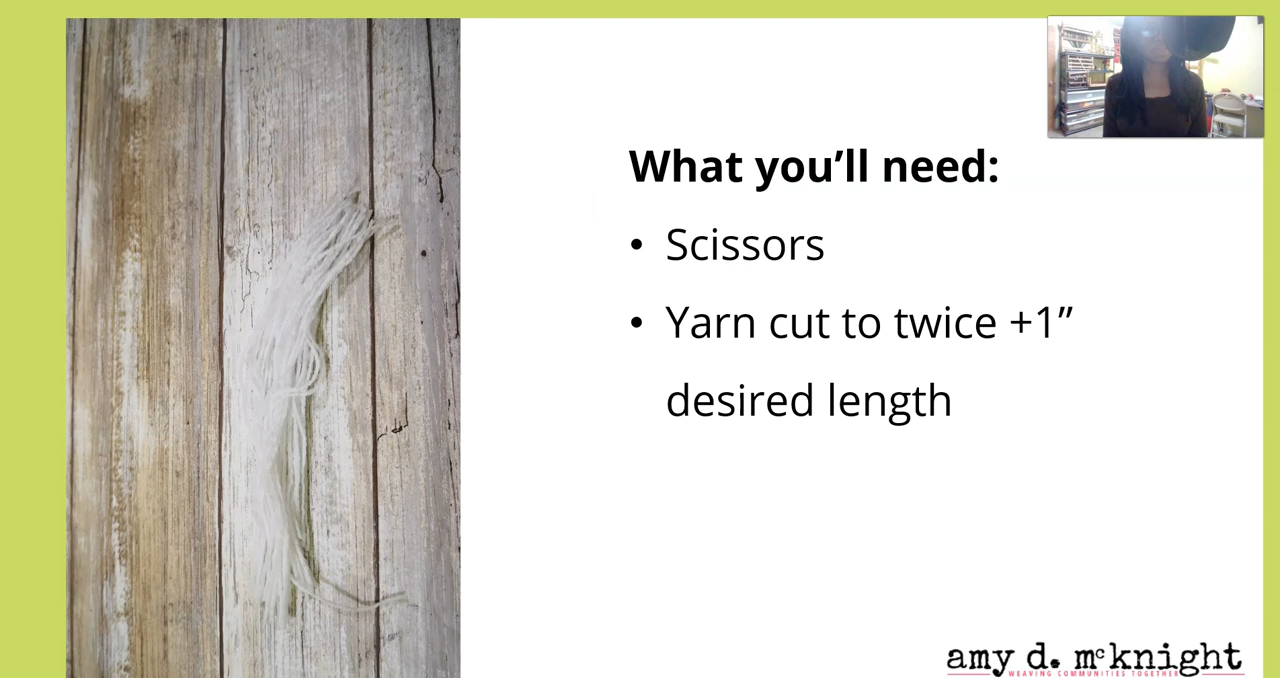 What you’ll need:
• Scissors
• Yarn cut to twice +1”
desired length
amy d. mcknight
WEAVING COMMUNITIES TOGETHER